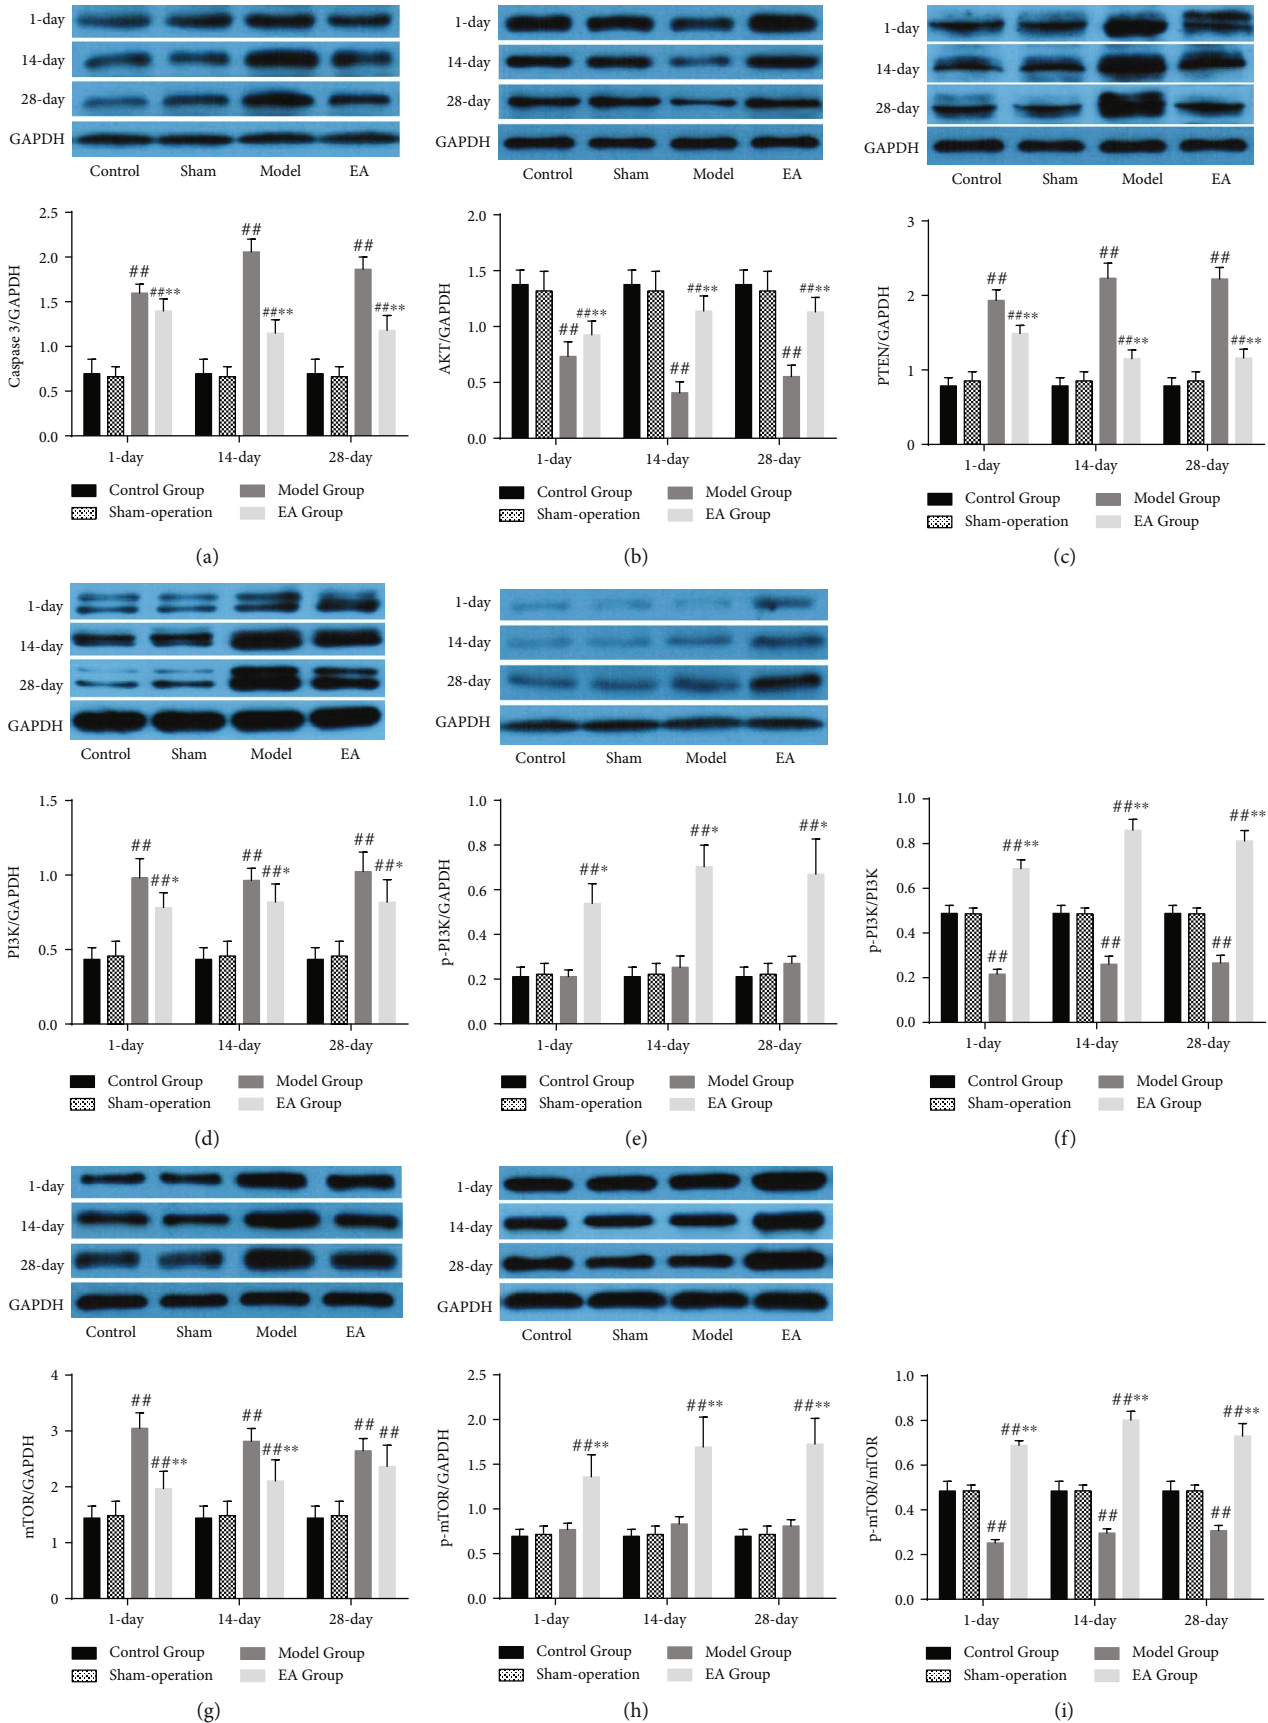 1-day
14-day
28-day
GAPDH
Control Sham Model EA
2.5
2.0
1.5
1.0
0.5
0.0
Caspase 3/GAPDH
## ##** ## ##** ## ##**
1-day 14-day 28-day
Control Group Model Group
Sham-operation EA Group
(a)
1-day
14-day
28-day
GAPDH
Control Sham Model EA
2.0
1.5
1.0
0.5
0.0
AKT/GAPDH
## ##** ## ##** ## ##**
1-day 14-day 28-day
Control Group Model Group
Sham-operation EA Group
(b)
1-day
14-day
28-day
GAPDH
Control Sham Model EA
3
2
1
0
PTEN/GAPDH
## ##** ## ##** ## ##**
1-day 14-day 28-day
Control Group Model Group
Sham-operation EA Group
(c)
1-day
14-day
28-day
GAPDH
Control Sham Model EA
1.5
1.0
0.5
0.0
PI3K/GAPDH
## ##* ## ##* ## ##*
1-day 14-day 28-day
Control Group Model Group
Sham-operation EA Group
(d)
1-day
14-day
28-day
GAPDH
Control Sham Model EA
1.0
0.8
0.6
0.4
0.2
0.0
p-PI3K/GAPDH
##* ##* ##*
1-day 14-day 28-day
Control Group Model Group
Sham-operation EA Group
(e)
1.0
0.8
0.6
0.4
0.2
0.0
p-PI3K/PI3K
## ##** ## ##** ## ##**
1-day 14-day 28-day
Control Group Model Group
Sham-operation EA Group
(f)
1-day
14-day
28-day
GAPDH
Control Sham Model EA
4
3
2
1
0
mTOR/GAPDH
## ##** ## ##** ## ##
1-day 14-day 28-day
Control Group Model Group
Sham-operation EA Group
(g)
1-day
14-day
28-day
GAPDH
Control Sham Model EA
2.5
2.0
1.5
1.0
0.5
0.0
p-mTOR/GAPDH
##** ##** ##**
1-day 14-day 28-day
Control Group Model Group
Sham-operation EA Group
(h)
1.0
0.8
0.6
0.4
0.2
0.0
p-mTOR/mTOR
## ##** ## ##** ## ##**
1-day 14-day 28-day
Control Group Model Group
Sham-operation EA Group
(i)